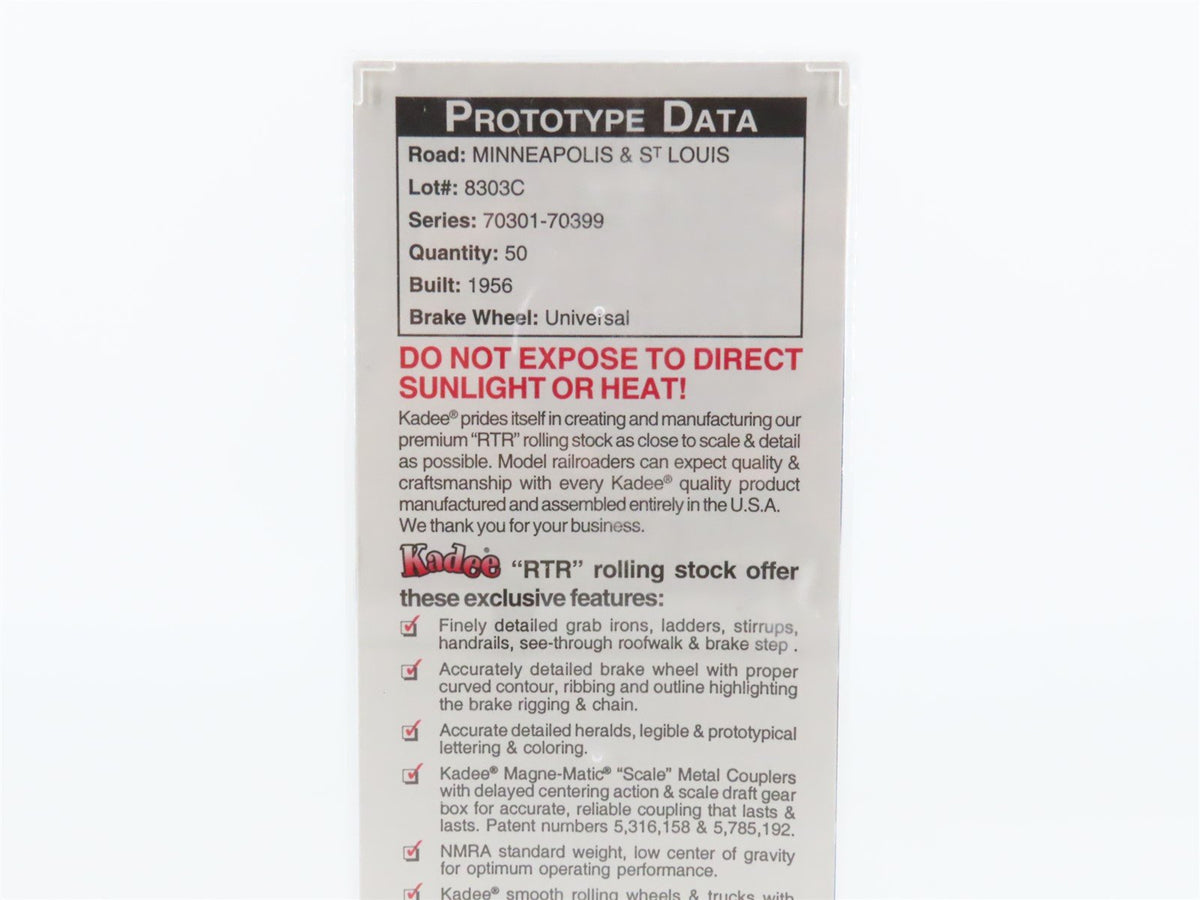 PROTOTYPE DATA
Road: MINNEAPOLIS & ST LOUIS
Lot#: 8303C
Series: 70301-70399
Quantity: 50
Built: 1956
Brake Wheel: Universal
DO NOT EXPOSE TO DIRECT
SUNLIGHT OR HEAT!
Kadee® prides itself in creating and manufacturing our
premium “RTR” rolling stock as close to scale & detail
as possible. Model railroaders can expect quality &
craftsmanship with every Kadee® quality product
manufactured and assembled entirely in the U.S.A.
We thank you for your business.
Kadee® “RTR” rolling stock offer
these exclusive features:
Finely detailed grab irons, ladders, stirrups,
handrails, see-through roofwalk & brake step .
Accurately detailed brake wheel with proper
curved contour, ribbing and outline highlighting
the brake rigging & chain.
Accurate detailed heralds, legible & prototypical
lettering & coloring.
Kadee® Magne-Matic® “Scale” Metal Couplers
with delayed centering action & scale draft gear
box for accurate, reliable coupling that lasts &
lasts. Patent numbers 5,316,158 & 5,785,192.
NMRA standard weight, low center of gravity
for optimum operating performance.
Kadee® smooth rolling wheels & trucks with